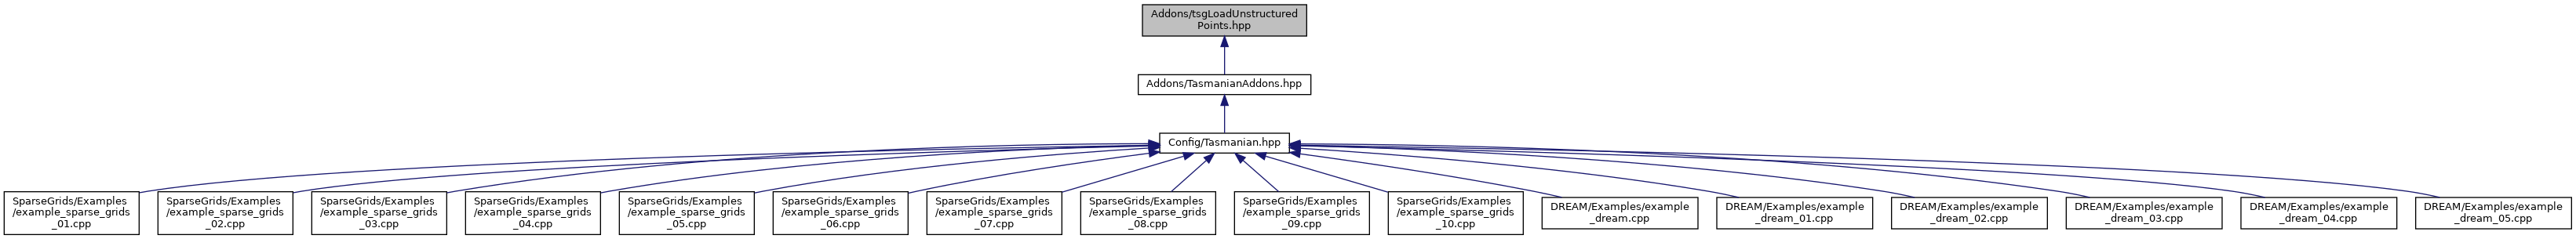 Addons/tsgLoadUnstructured
Points.hpp
Addons/TasmanianAddons.hpp
Config/Tasmanian.hpp
SparseGrids/Examples
/example_sparse_grids
_01.cpp
SparseGrids/Examples
/example_sparse_grids
_02.cpp
SparseGrids/Examples
/example_sparse_grids
_03.cpp
SparseGrids/Examples
/example_sparse_grids
_04.cpp
SparseGrids/Examples
/example_sparse_grids
_05.cpp
SparseGrids/Examples
/example_sparse_grids
_06.cpp
SparseGrids/Examples
/example_sparse_grids
_07.cpp
SparseGrids/Examples
/example_sparse_grids
_08.cpp
SparseGrids/Examples
/example_sparse_grids
_09.cpp
SparseGrids/Examples
/example_sparse_grids
_10.cpp
DREAM/Examples/example
_dream.cpp
DREAM/Examples/example
_dream_01.cpp
DREAM/Examples/example
_dream_02.cpp
DREAM/Examples/example
_dream_03.cpp
DREAM/Examples/example
_dream_04.cpp
DREAM/Examples/example
_dream_05.cpp